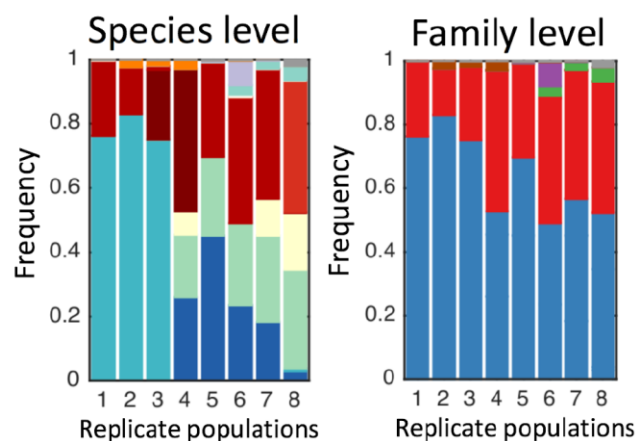 Species level
Family level
Frequency
1
0.8
0.6
0.4
0.2
0
1 2 3 4 5 6 7 8
Replicate populations
Frequency
1
0.8
0.6
0.4
0.2
0
1 2 3 4 5 6 7 8
Replicate populations